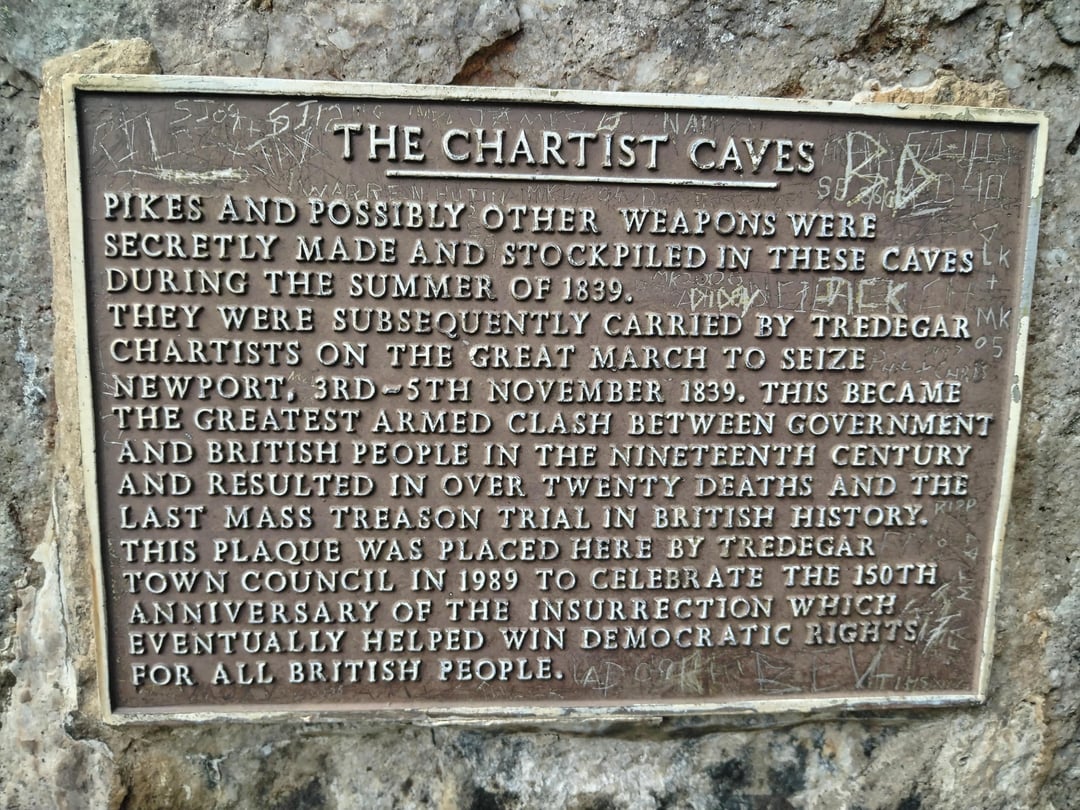 THE CHARTIST CAVES
PIKES AND POSSIBLY OTHER WEAPONS WERE
SECRETLY MADE AND STOCKPILED IN THESE CAVES
DURING THE SUMMER OF 1839.
THEY WERE SUBSEQUENTLY CARRIED BY TREDEGAR
CHARTISTS ON THE GREAT MARCH TO SEIZE
NEWPORT, 3RD-5TH NOVEMBER 1839. THIS BECAME
THE GREATEST ARMED CLASH BETWEEN GOVERNMENT
AND BRITISH PEOPLE IN THE NINETEENTH CENTURY
AND RESULTED IN OVER TWENTY DEATHS AND THE
LAST MASS TREASON TRIAL IN BRITISH HISTORY.
THIS PLAQUE WAS PLACED HERE BY TREDEGAR
TOWN COUNCIL IN 1989 TO CELEBRATE THE 150TH
ANNIVERSARY OF THE INSURRECTION WHICH
EVENTUALLY HELPED WIN DEMOCRATIC RIGHTS
FOR ALL BRITISH PEOPLE.